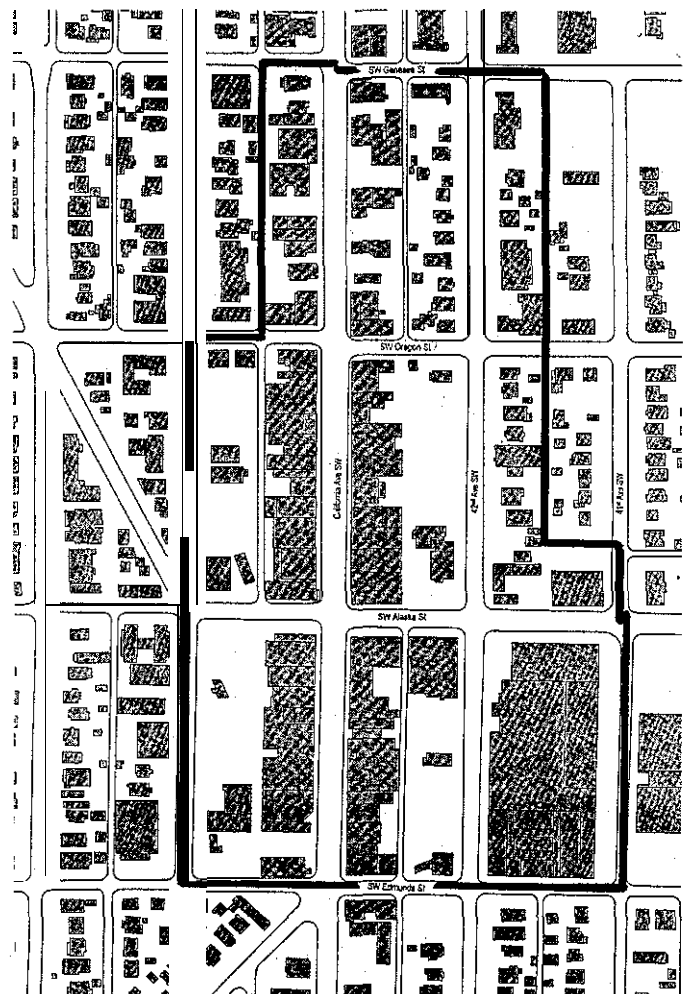 SW Genesee St
SW Oregon St
California Ave SW
42nd Ave SW
41st Ave SW
SW Alaska St
SW Edmunds St